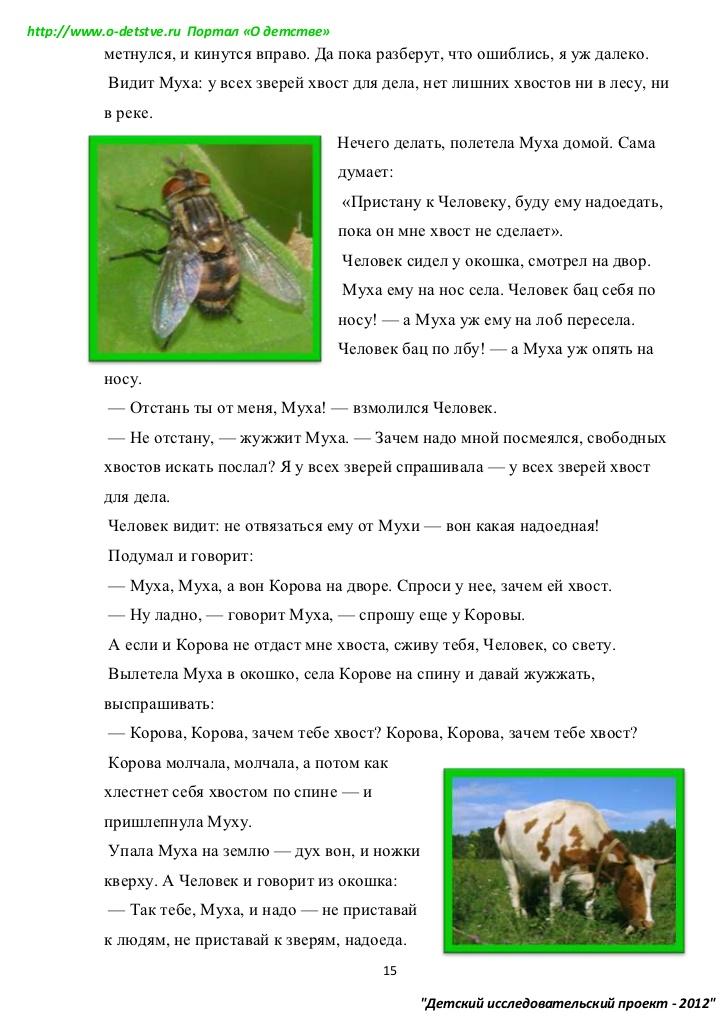 http://www.o-detstve.ru Портал «О детстве»
метнулся, и кинутся вправо. Да пока разберут, что ошиблись, я уж далеко.
Видит Муха: у всех зверей хвост для дела, нет лишних хвостов ни в лесу, ни
в реке.
Нечего делать, полетела Муха домой. Сама
думает:
«Пристану к Человеку, буду ему надоедать,
пока он мне хвост не сделает».
Человек сидел у окошка, смотрел на двор.
Муха ему на нос села. Человек бац себя по
носу! — а Муха уж ему на лоб пересела.
Человек бац по лбу! — а Муха уж опять на
носу.
— Отстань ты от меня, Муха! — взмолился Человек.
— Не отстану, — жужжит Муха. — Зачем надо мной посмеялся, свободных
хвостов искать послал? Я у всех зверей спрашивала — у всех зверей хвост
для дела.
Человек видит: не отвязаться ему от Мухи — вон какая надоедная!
Подумал и говорит:
— Муха, Муха, а вон Корова на дворе. Спроси у нее, зачем ей хвост.
— Ну ладно, — говорит Муха, — спрошу еще у Коровы.
А если и Корова не отдаст мне хвоста, сживу тебя, Человек, со свету.
Вылетела Муха в окошко, села Корове на спину и давай жужжать,
выспрашивать:
— Корова, Корова, зачем тебе хвост? Корова, Корова, зачем тебе хвост?
Корова молчала, молчала, а потом как
хлестнет себя хвостом по спине — и
пришлепнула Муху.
Упала Муха на землю — дух вон, и ножки
кверху. А Человек и говорит из окошка:
— Так тебе, Муха, и надо — не приставай
к людям, не приставай к зверям, надоеда.
15
"Детский исследовательский проект - 2012"